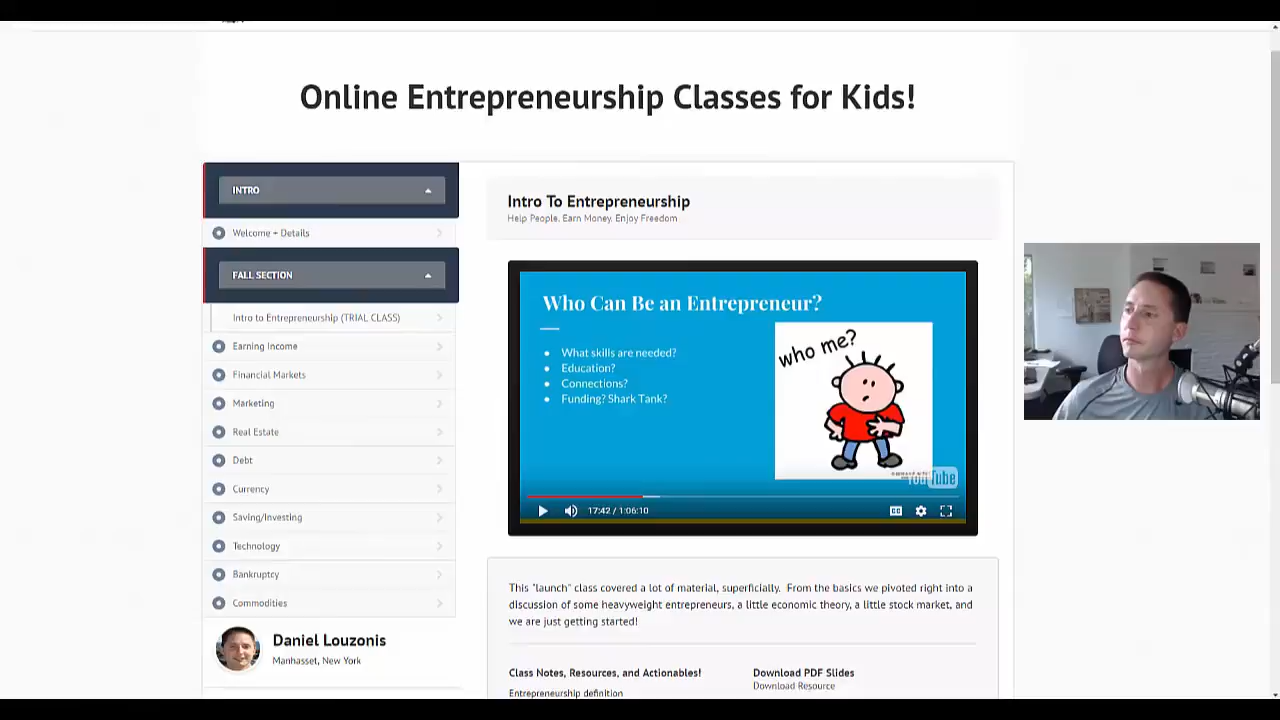 Online Entrepreneurship Classes for Kids!
INTRO
Welcome + Details
FALL SECTION
Intro to Entrepreneurship (TRIAL CLASS)
Earning Income
Financial Markets
Marketing
Real Estate
Debt
Currency
Saving/Investing
Technology
Bankruptcy
Commodities
Daniel Louzonis
Manhasset, New York
Intro To Entrepreneurship
Help People. Earn Money. Enjoy Freedom
Who Can Be an Entrepreneur?
What skills are needed?
Education?
Connections?
Funding? Shark Tank?
who me?
YouTube
17:42 / 1:06:10
This "launch" class covered a lot of material, superficially. From the basics we pivoted right into a
discussion of some heavyweight entrepreneurs, a little economic theory, a little stock market, and
we are just getting started!
Class Notes, Resources, and Actionables!
Entrepreneurship definition
Download PDF Slides
Download Resource